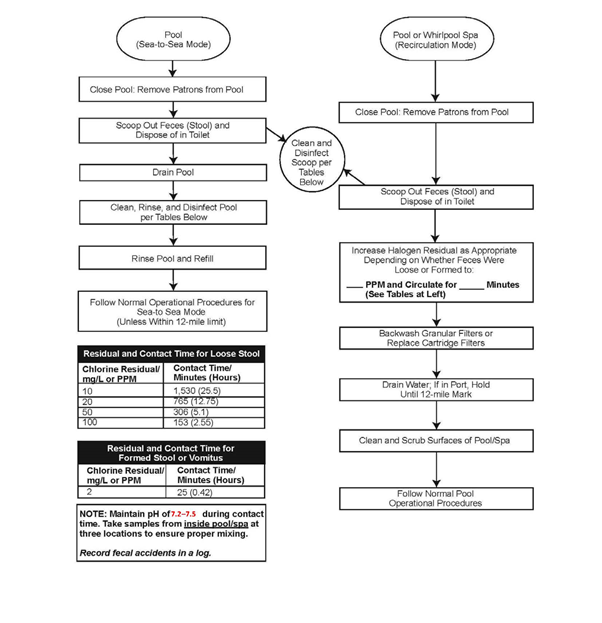 Pool
(Sea-to-Sea Mode)
Close Pool: Remove Patrons from Pool
Scoop Out Feces (Stool) and
Dispose of in Toilet
Drain Pool
Clean, Rinse, and Disinfect Pool
per Tables Below
Rinse Pool and Refill
Follow Normal Operational Procedures for
Sea-to Sea Mode
(Unless Within 12-mile limit)
Clean and
Disinfect
Scoop per
Tables
Below
Pool or Whirlpool Spa
(Recirculation Mode)
Close Pool: Remove Patrons from Pool
Scoop Out Feces (Stool) and
Dispose of in Toilet
Increase Halogen Residual as Appropriate
Depending on Whether Feces Were
Loose or Formed to:
___ PPM and Circulate for _____ Minutes
(See Tables at Left)
Backwash Granular Filters or
Replace Cartridge Filters
Drain Water; If in Port, Hold
Until 12-mile Mark
Clean and Scrub Surfaces of Pool/Spa
Follow Normal Pool
Operational Procedures
Residual and Contact Time for Loose Stool
Chlorine Residual/ Contact Time/
mg/L or PPM Minutes (Hours)
10 1,530 (25.5)
20 765 (12.75)
50 306 (5.1)
100 153 (2.55)
Residual and Contact Time for
Formed Stool or Vomitus
Chlorine Residual/ Contact Time/
mg/L or PPM Minutes (Hours)
2 25 (0.42)
NOTE: Maintain pH of 7.2–7.5 during contact
time. Take samples from inside pool/spa at
three locations to ensure proper mixing.
Record fecal accidents in a log.